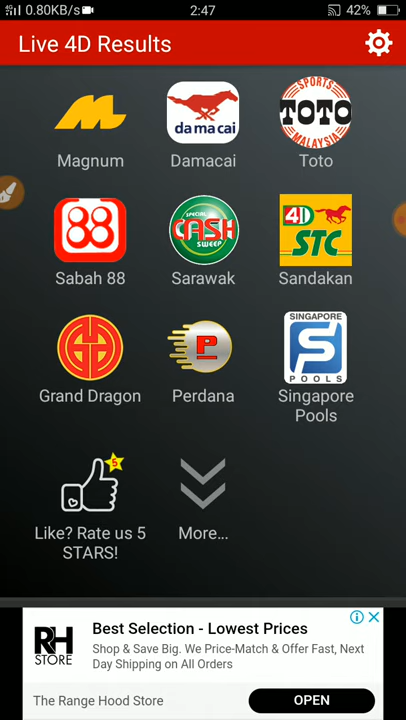 4G 0.80KB/s 2:47 42%
Live 4D Results
da ma cai
SPORTS
TOTO
MALAYSIA
Magnum Damacai Toto
88
SPECIAL
CASH
SWEEP
4D
STC
Sabah 88 Sarawak Sandakan
P
SINGAPORE
S
POOLS
Grand Dragon Perdana Singapore
Pools
5
Like? Rate us 5
STARS!
More...
RH
STORE
Best Selection - Lowest Prices
Shop & Save Big. We Price-Match & Offer Fast, Next
Day Shipping on All Orders
The Range Hood Store
OPEN